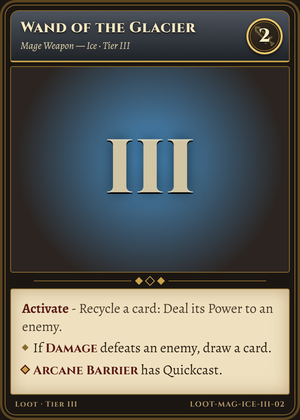 Wand of the Glacier
Mage Weapon — Ice · Tier III
2
III
Activate - Recycle a card: Deal its Power to an
enemy.
If Damage defeats an enemy, draw a card.
Arcane Barrier has Quickcast.
Loot · Tier III
LOOT-MAG-ICE-III-02